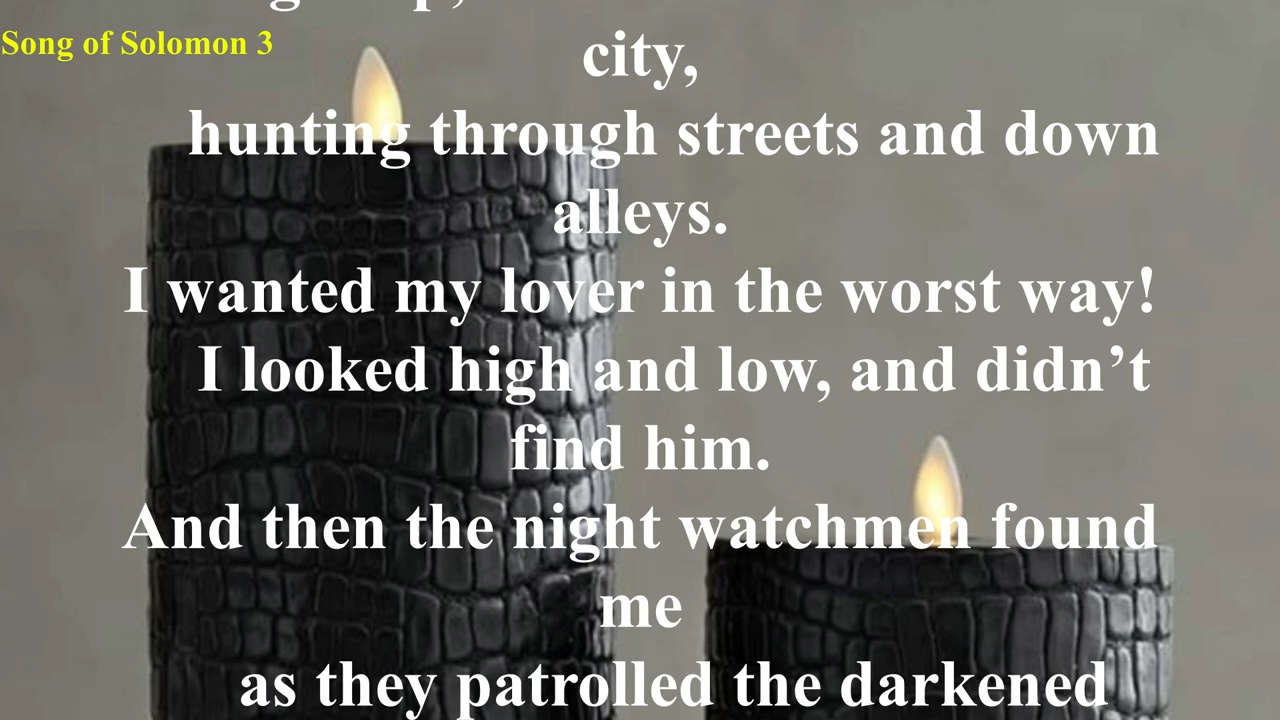 Song of Solomon 3
city,
hunting through streets and down
alleys.
I wanted my lover in the worst way!
I looked high and low, and didn’t
find him.
And then the night watchmen found
me
as they patrolled the darkened